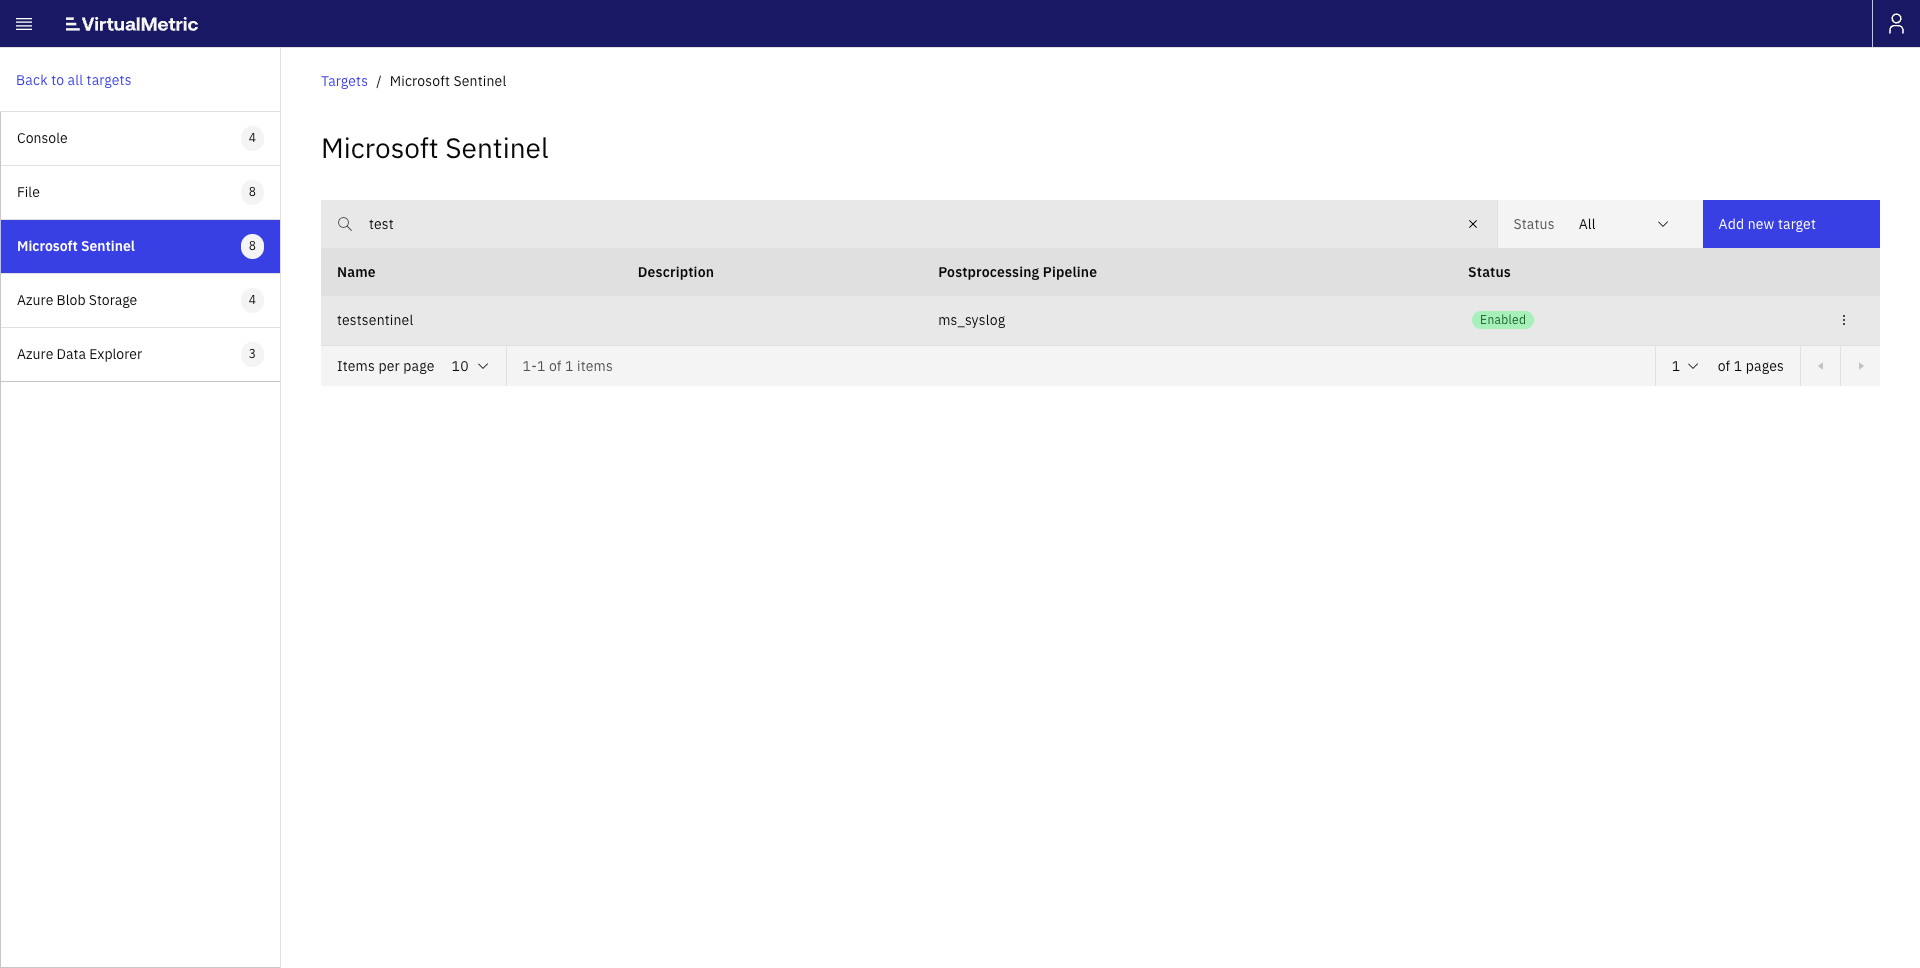 VirtualMetric
Back to all targets
Console 4
File 8
Microsoft Sentinel 8
Azure Blob Storage 4
Azure Data Explorer 3
Targets / Microsoft Sentinel
Microsoft Sentinel
test Status All Add new target
Name Description Postprocessing Pipeline Status
testsentinel ms_syslog Enabled
Items per page 10 1-1 of 1 items 1 of 1 pages